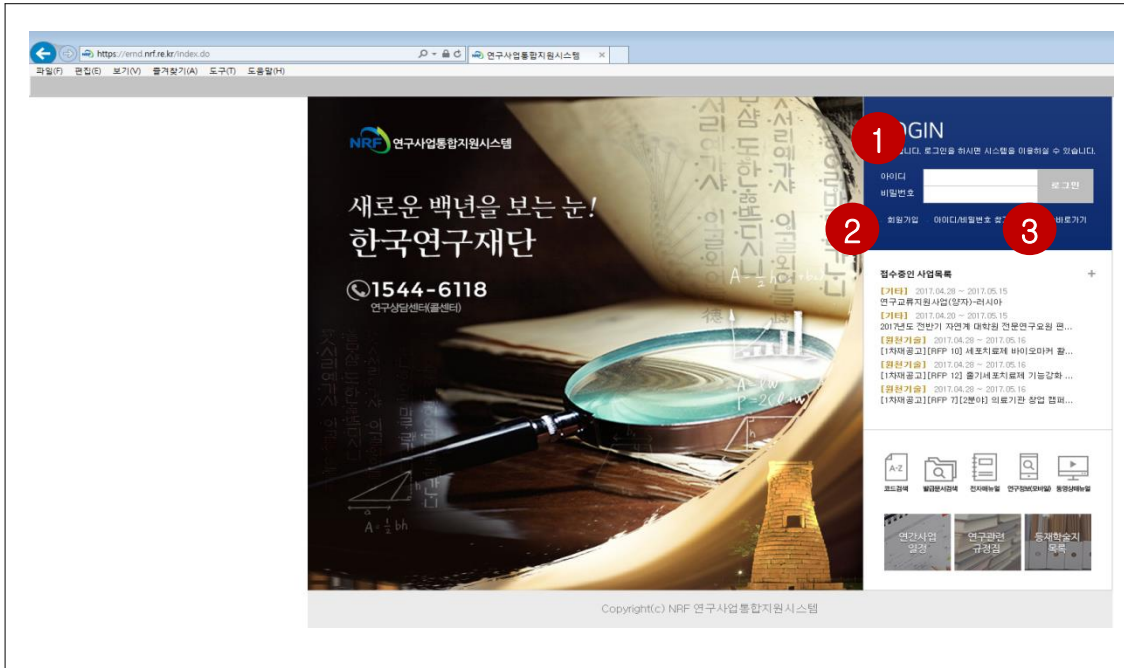 https://ernd.nrf.re.kr/index.do
연구사업통합지원시스템
파일(F) 편집(E) 보기(V) 즐겨찾기(A) 도구(T) 도움말(H)
NRF 연구사업통합지원시스템
새로운 백년을 보는 눈!
한국연구재단
1544-6118
연구상담센터(콜센터)
A = ½ bh
1
LOGIN
로그인을 하시면 시스템을 이용하실 수 있습니다.
아이디
비밀번호
로그인
2
회원가입
아이디/비밀번호 찾기
3
바로가기
접수중인 사업목록 +
[기타] 2017.04.28 ~ 2017.05.15
연구교류지원사업(양자)-러시아
[기타] 2017.04.20 ~ 2017.05.15
2017년도 전반기 자연계 대학원 전문연구요원 편...
[원천기술] 2017.04.28 ~ 2017.05.16
[1차재공고][RFP 10] 세포치료제 바이오마커 활...
[원천기술] 2017.04.28 ~ 2017.05.16
[1차재공고][RFP 12] 줄기세포치료제 기능강화 ...
[원천기술] 2017.04.28 ~ 2017.05.16
[1차재공고][RFP 7][2분야] 의료기관 창업 캠퍼...
A-Z
코드검색 발급문서검색 전자매뉴얼 연구정보(모바일) 동영상매뉴얼
연간사업 일정
연구관련 규정집
등재학술지 목록
Copyright(c) NRF 연구사업통합지원시스템